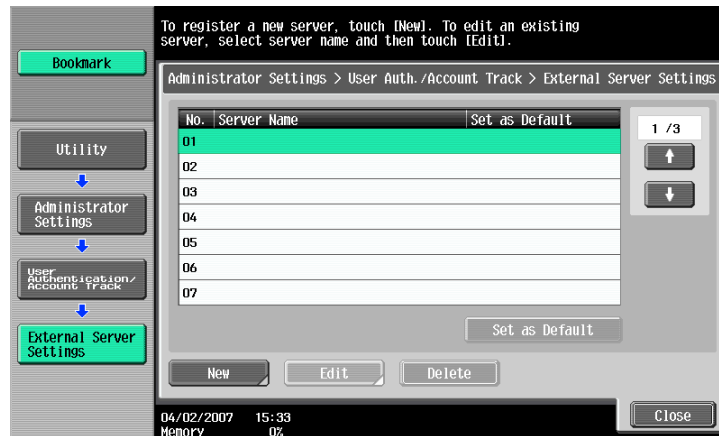 To register a new server, touch [New]. To edit an existing
server, select server name and then touch [Edit].
Bookmark
Administrator Settings > User Auth./Account Track > External Server Settings
Utility
Administrator
Settings
User
Authentication/
Account Track
External Server
Settings
No. Server Name Set as Default
01
02
03
04
05
06
07
1 /3
Set as Default
New Edit Delete
Close
04/02/2007 15:33
Memory 0%